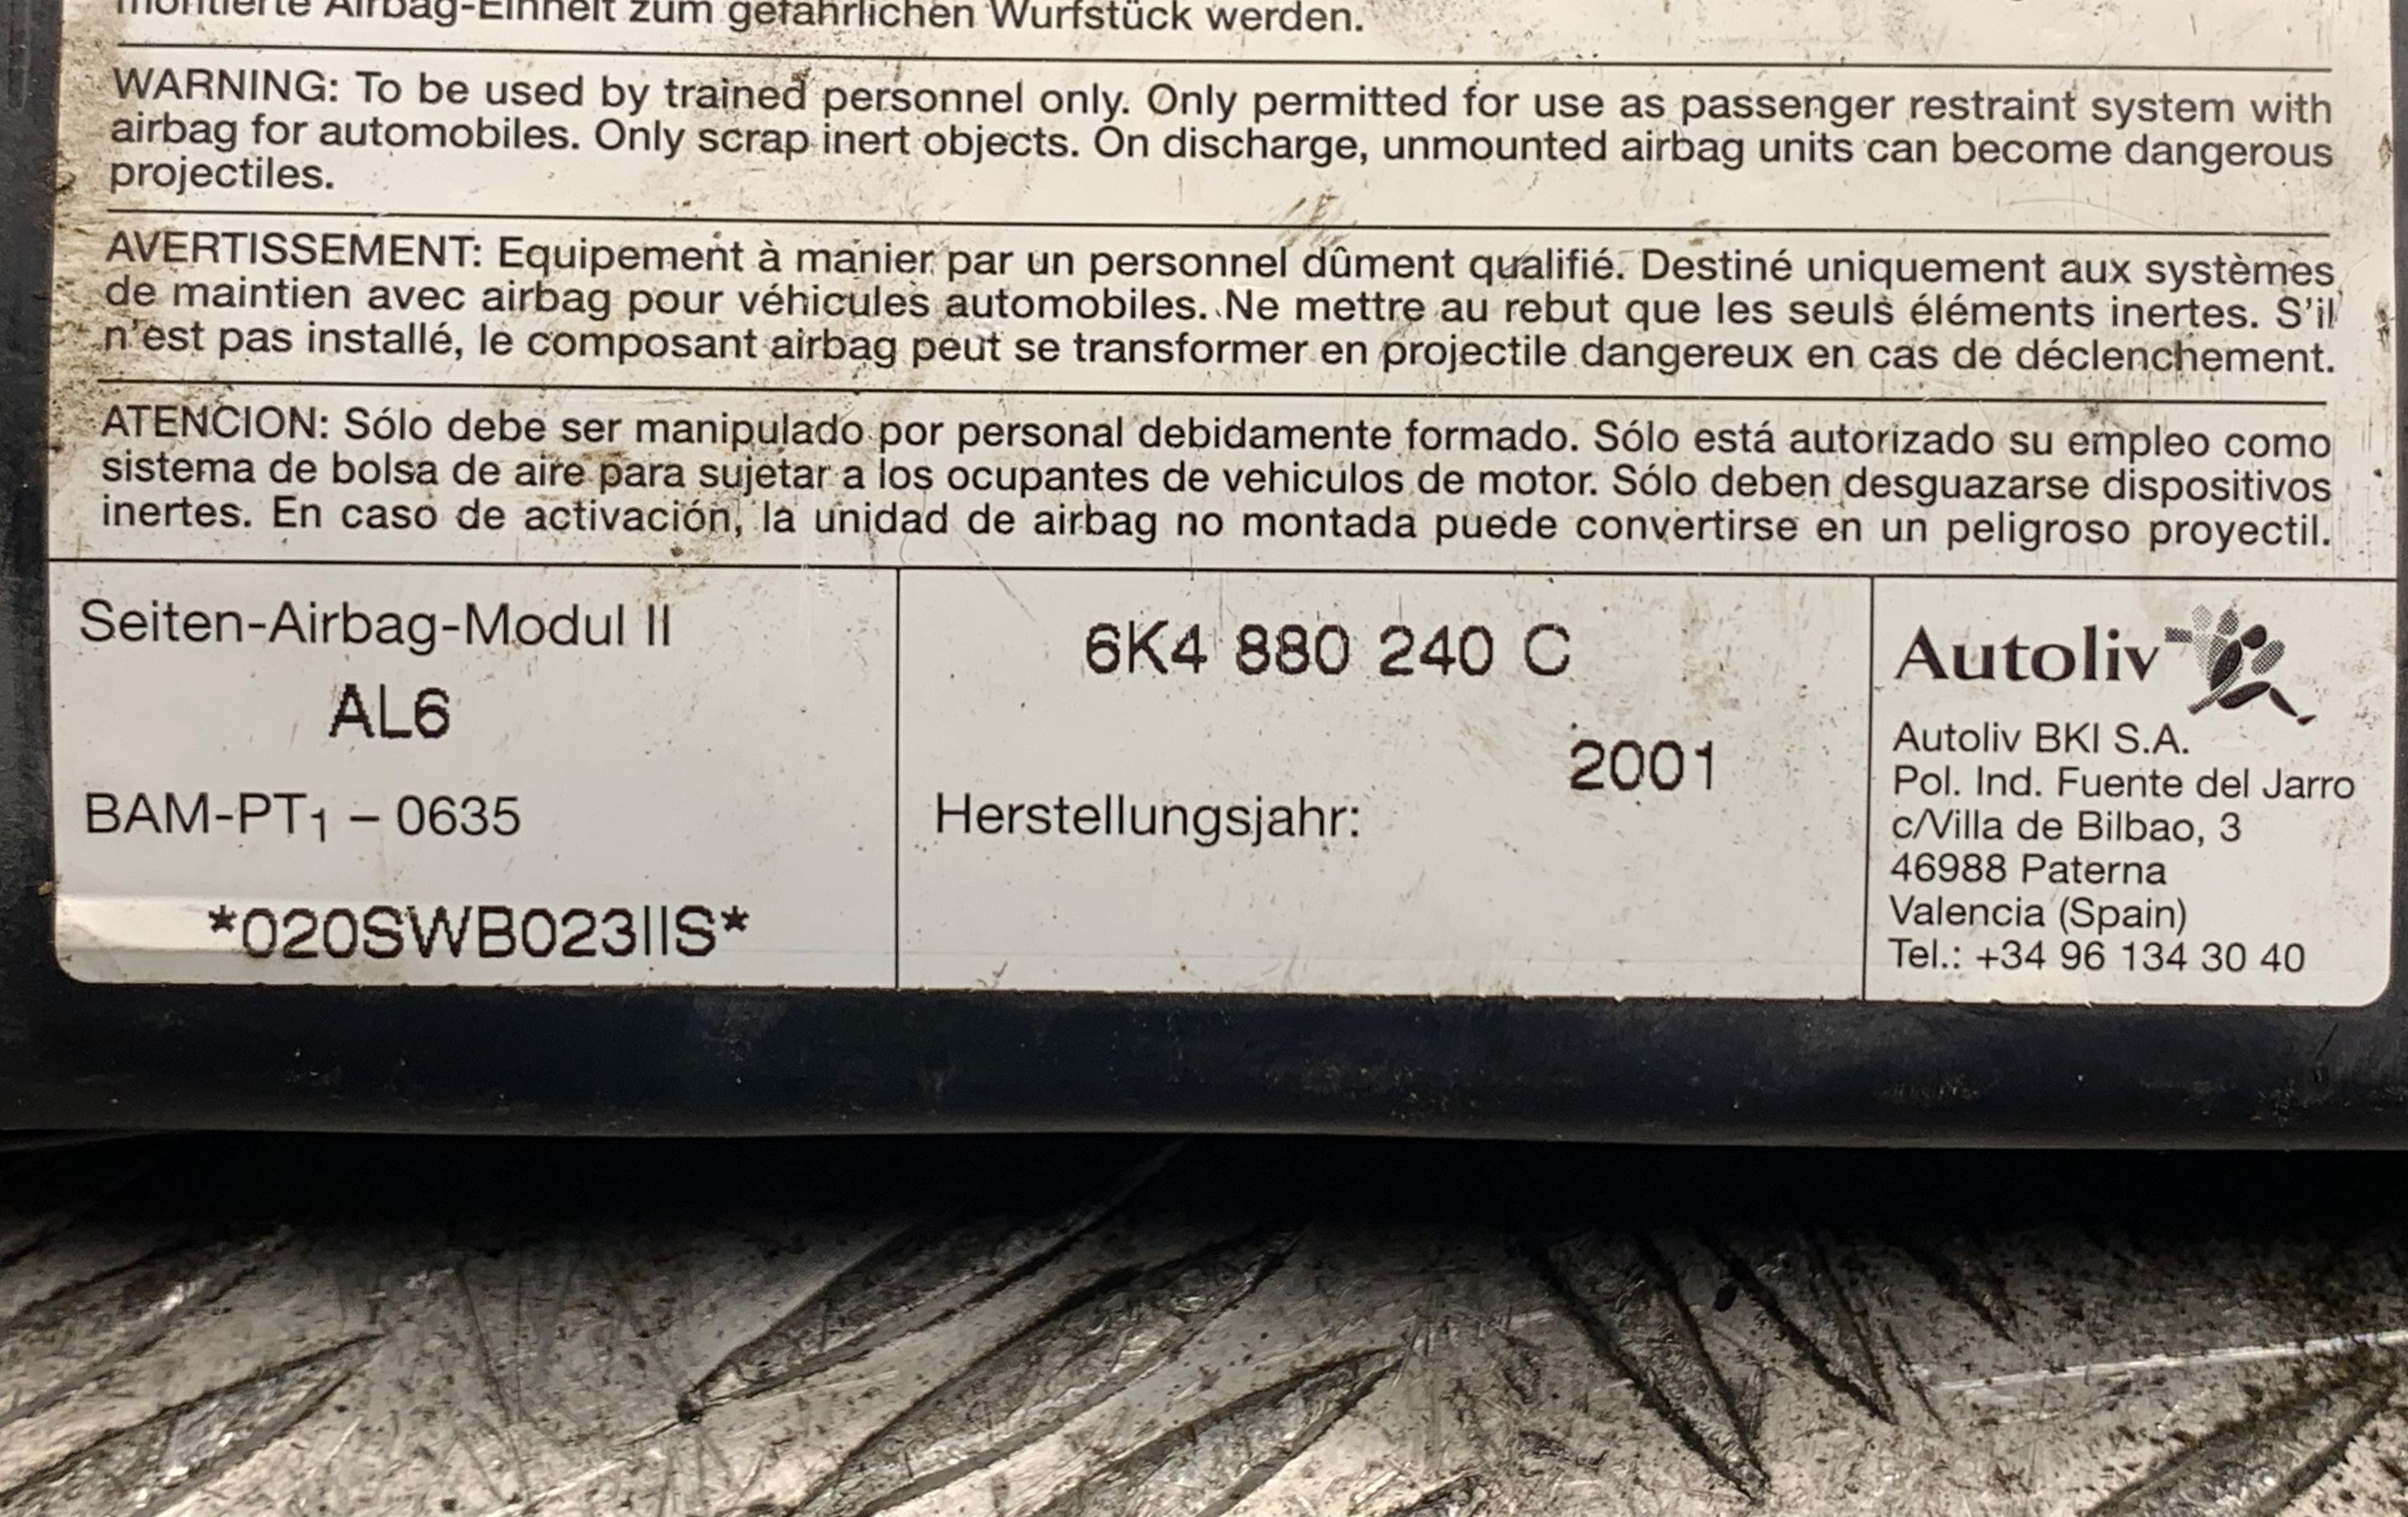 montierte Airbag-Einheit zum gefährlichen Wurfstück werden.
WARNING: To be used by trained personnel only. Only permitted for use as passenger restraint system with
airbag for automobiles. Only scrap inert objects. On discharge, unmounted airbag units can become dangerous
projectiles.
AVERTISSEMENT: Equipement à manier par un personnel dûment qualifié. Destiné uniquement aux systèmes
de maintien avec airbag pour véhicules automobiles. Ne mettre au rebut que les seuls éléments inertes. S'il
n'est pas installé, le composant airbag peut se transformer en projectile dangereux en cas de déclenchement.
ATENCION: Sólo debe ser manipulado por personal debidamente formado. Sólo está autorizado su empleo como
sistema de bolsa de aire para sujetar a los ocupantes de vehiculos de motor. Sólo deben desguazarse dispositivos
inertes. En caso de activación, la unidad de airbag no montada puede convertirse en un peligroso proyectil.
Seiten-Airbag-Modul II
AL6
BAM-PT1 – 0635
*020SWB023IIS*
6K4 880 240 C
2001
Herstellungsjahr:
Autoliv
Autoliv BKI S.A.
Pol. Ind. Fuente del Jarro
c/Villa de Bilbao, 3
46988 Paterna
Valencia (Spain)
Tel.: +34 96 134 30 40